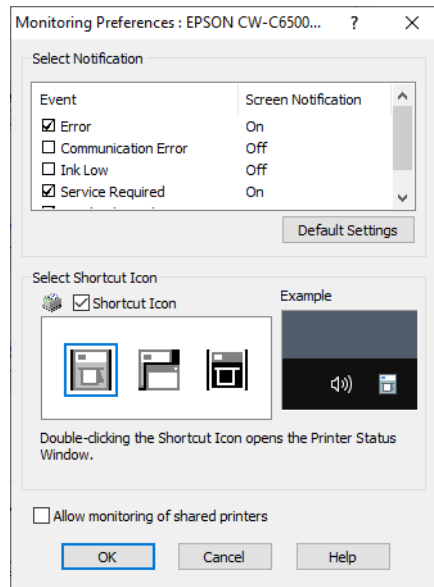 Monitoring Preferences : EPSON CW-C6500... ? ×
Select Notification
Event Screen Notification
Error On
Communication Error Off
Ink Low Off
Service Required On
Default Settings
Select Shortcut Icon
Shortcut Icon
Example
Double-clicking the Shortcut Icon opens the Printer Status
Window.
Allow monitoring of shared printers
OK Cancel Help